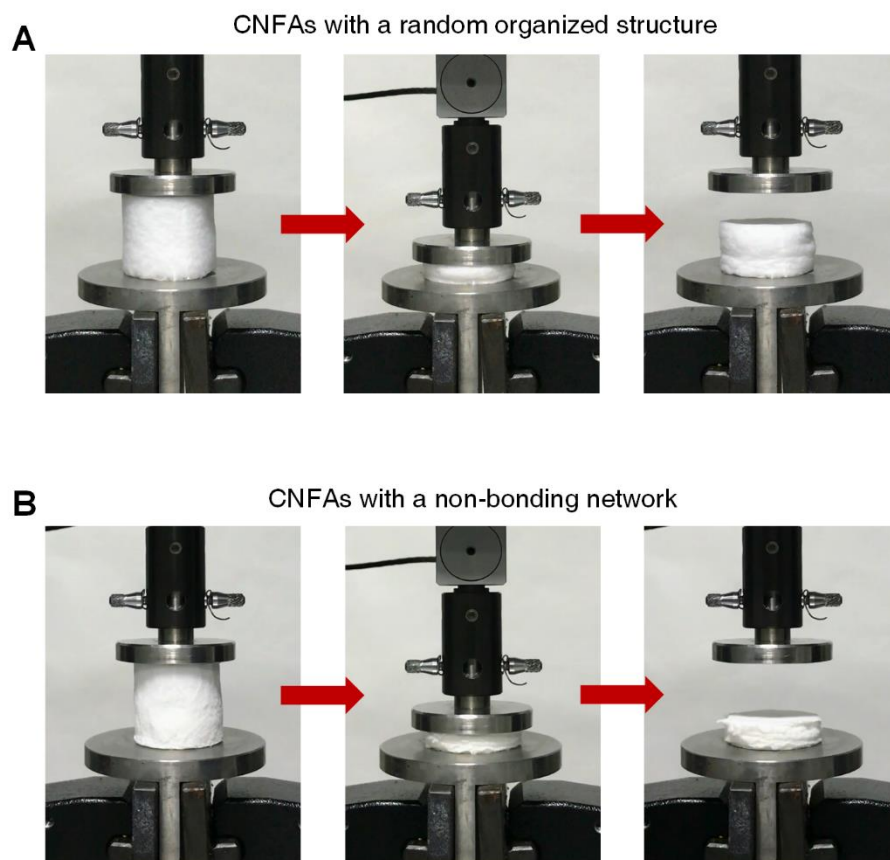 A
CNFAs with a random organized structure
B
CNFAs with a non-bonding network